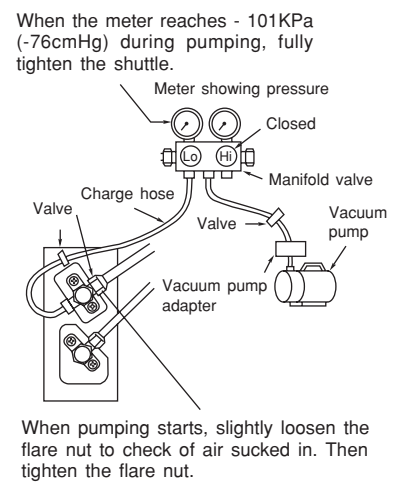 When the meter reaches - 101KPa
(-76cmHg) during pumping, fully
tighten the shuttle.
Meter showing pressure
Closed
Lo
Hi
Manifold valve
Charge hose
Valve
Valve
Vacuum
pump
Vacuum pump
adapter
When pumping starts, slightly loosen the
flare nut to check of air sucked in. Then
tighten the flare nut.